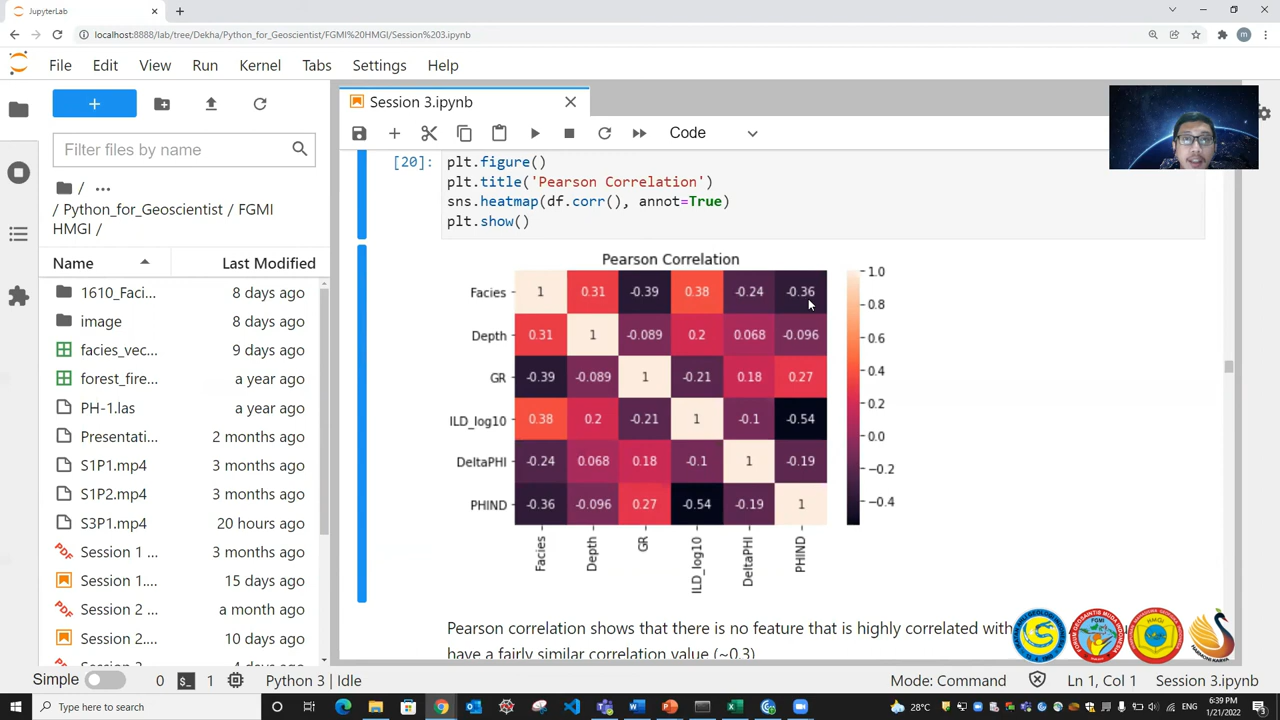 JupyterLab
localhost:8888/lab/tree/Dekha/Python_for_Geoscientist/FGMI%20HMGI/Session%203.ipynb
File Edit View Run Kernel Tabs Settings Help
Session 3.ipynb
Code
Filter files by name
/ ...
/ Python_for_Geoscientist / FGMI
HMGI /
Name Last Modified
1610_Faci... 8 days ago
image 8 days ago
facies_vec... 9 days ago
forest_fire... a year ago
PH-1.las a year ago
Presentati... 2 months ago
S1P1.mp4 3 months ago
S1P2.mp4 3 months ago
S3P1.mp4 20 hours ago
Session 1 ... 3 months ago
Session 1.... 15 days ago
Session 2 ... a month ago
Session 2.... 10 days ago
[20]: plt.figure()
plt.title('Pearson Correlation')
sns.heatmap(df.corr(), annot=True)
plt.show()
Pearson Correlation
Facies 1 0.31 -0.39 0.38 -0.24 -0.36
Depth 0.31 1 -0.089 0.2 0.068 -0.096
GR -0.39 -0.089 1 -0.21 0.18 0.27
ILD_log10 0.38 0.2 -0.21 1 -0.1 -0.54
DeltaPHI -0.24 0.068 0.18 -0.1 1 -0.19
PHIND -0.36 -0.096 0.27 -0.54 -0.19 1
Facies Depth GR ILD_log10 DeltaPHI PHIND
1.0
0.8
0.6
0.4
0.2
0.0
-0.2
-0.4
Pearson correlation shows that there is no feature that is highly correlated with
have a fairly similar correlation value (~0.3)
Simple 0 1 Python 3 | Idle Mode: Command Ln 1, Col 1 Session 3.ipynb
Type here to search
28°C
6:39 PM
1/21/2022